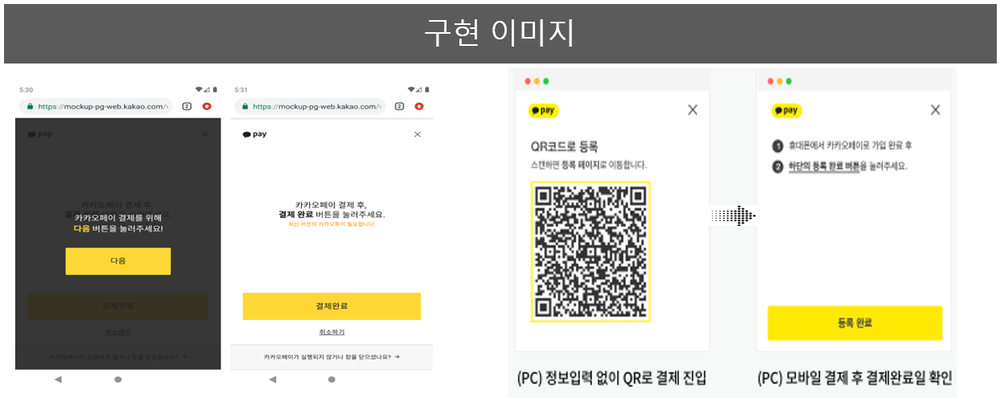 구현 이미지
5:30
https://mockup-pg-web.kakao.com/v
2
pay
카카오페이 결제 후,
결제 완료 버튼을 눌러주세요.
카카오페이 결제를 위해
다음 버튼을 눌러주세요!
다음
결제완료
취소하기
카카오페이가 실행되지 않거나 창을 닫으셨나요? →
5:31
https://mockup-pg-web.kakao.com/v
2
pay
카카오페이 결제 후,
결제 완료 버튼을 눌러주세요.
최신 버전의 카카오톡이 필요합니다.
결제완료
취소하기
카카오페이가 실행되지 않거나 창을 닫으셨나요? →
pay
QR코드로 등록
스캔하면 등록 페이지로 이동합니다.
(PC) 정보입력 없이 QR로 결제 진입
pay
1 휴대폰에서 카카오페이로 가입 완료 후
2 하단의 등록 완료 버튼을 눌러주세요.
등록 완료
(PC) 모바일 결제 후 결제완료일 확인